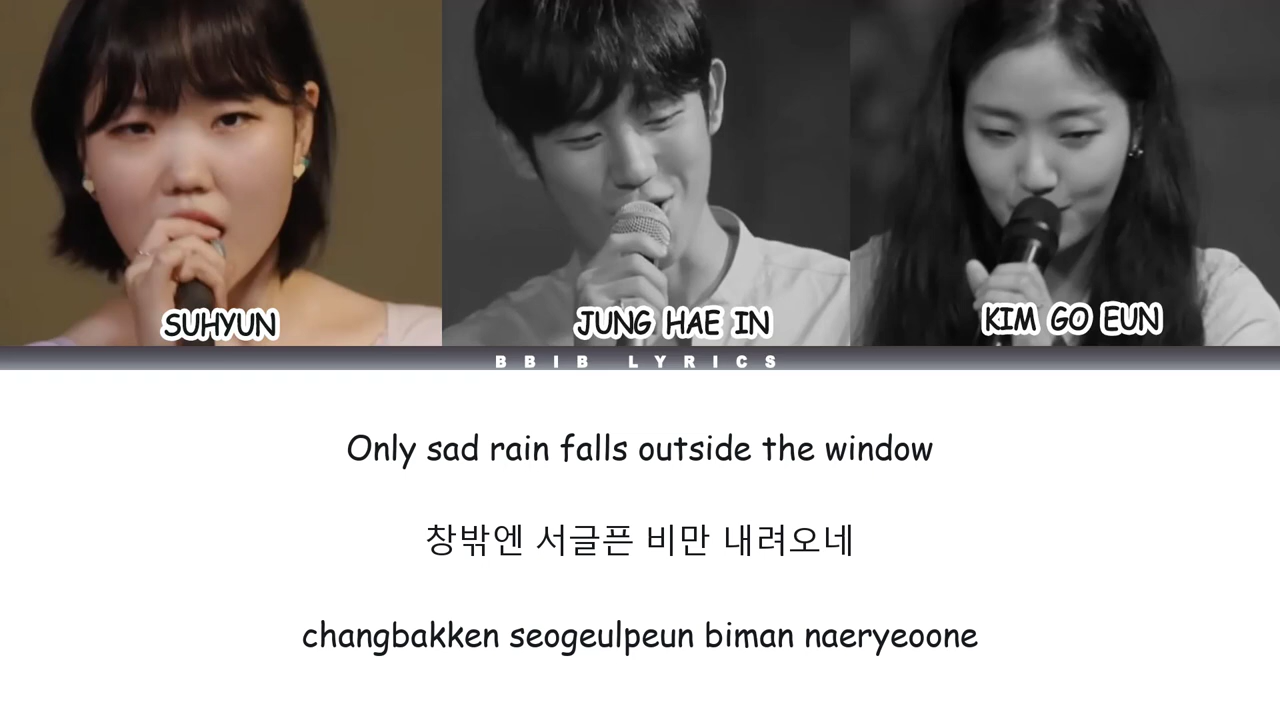 SUHYUN
JUNG HAE IN
KIM GO EUN
BBIB LYRICS
Only sad rain falls outside the window
창밖엔 서글픈 비만 내려오네
changbakken seogeulpeun biman naeryeoone